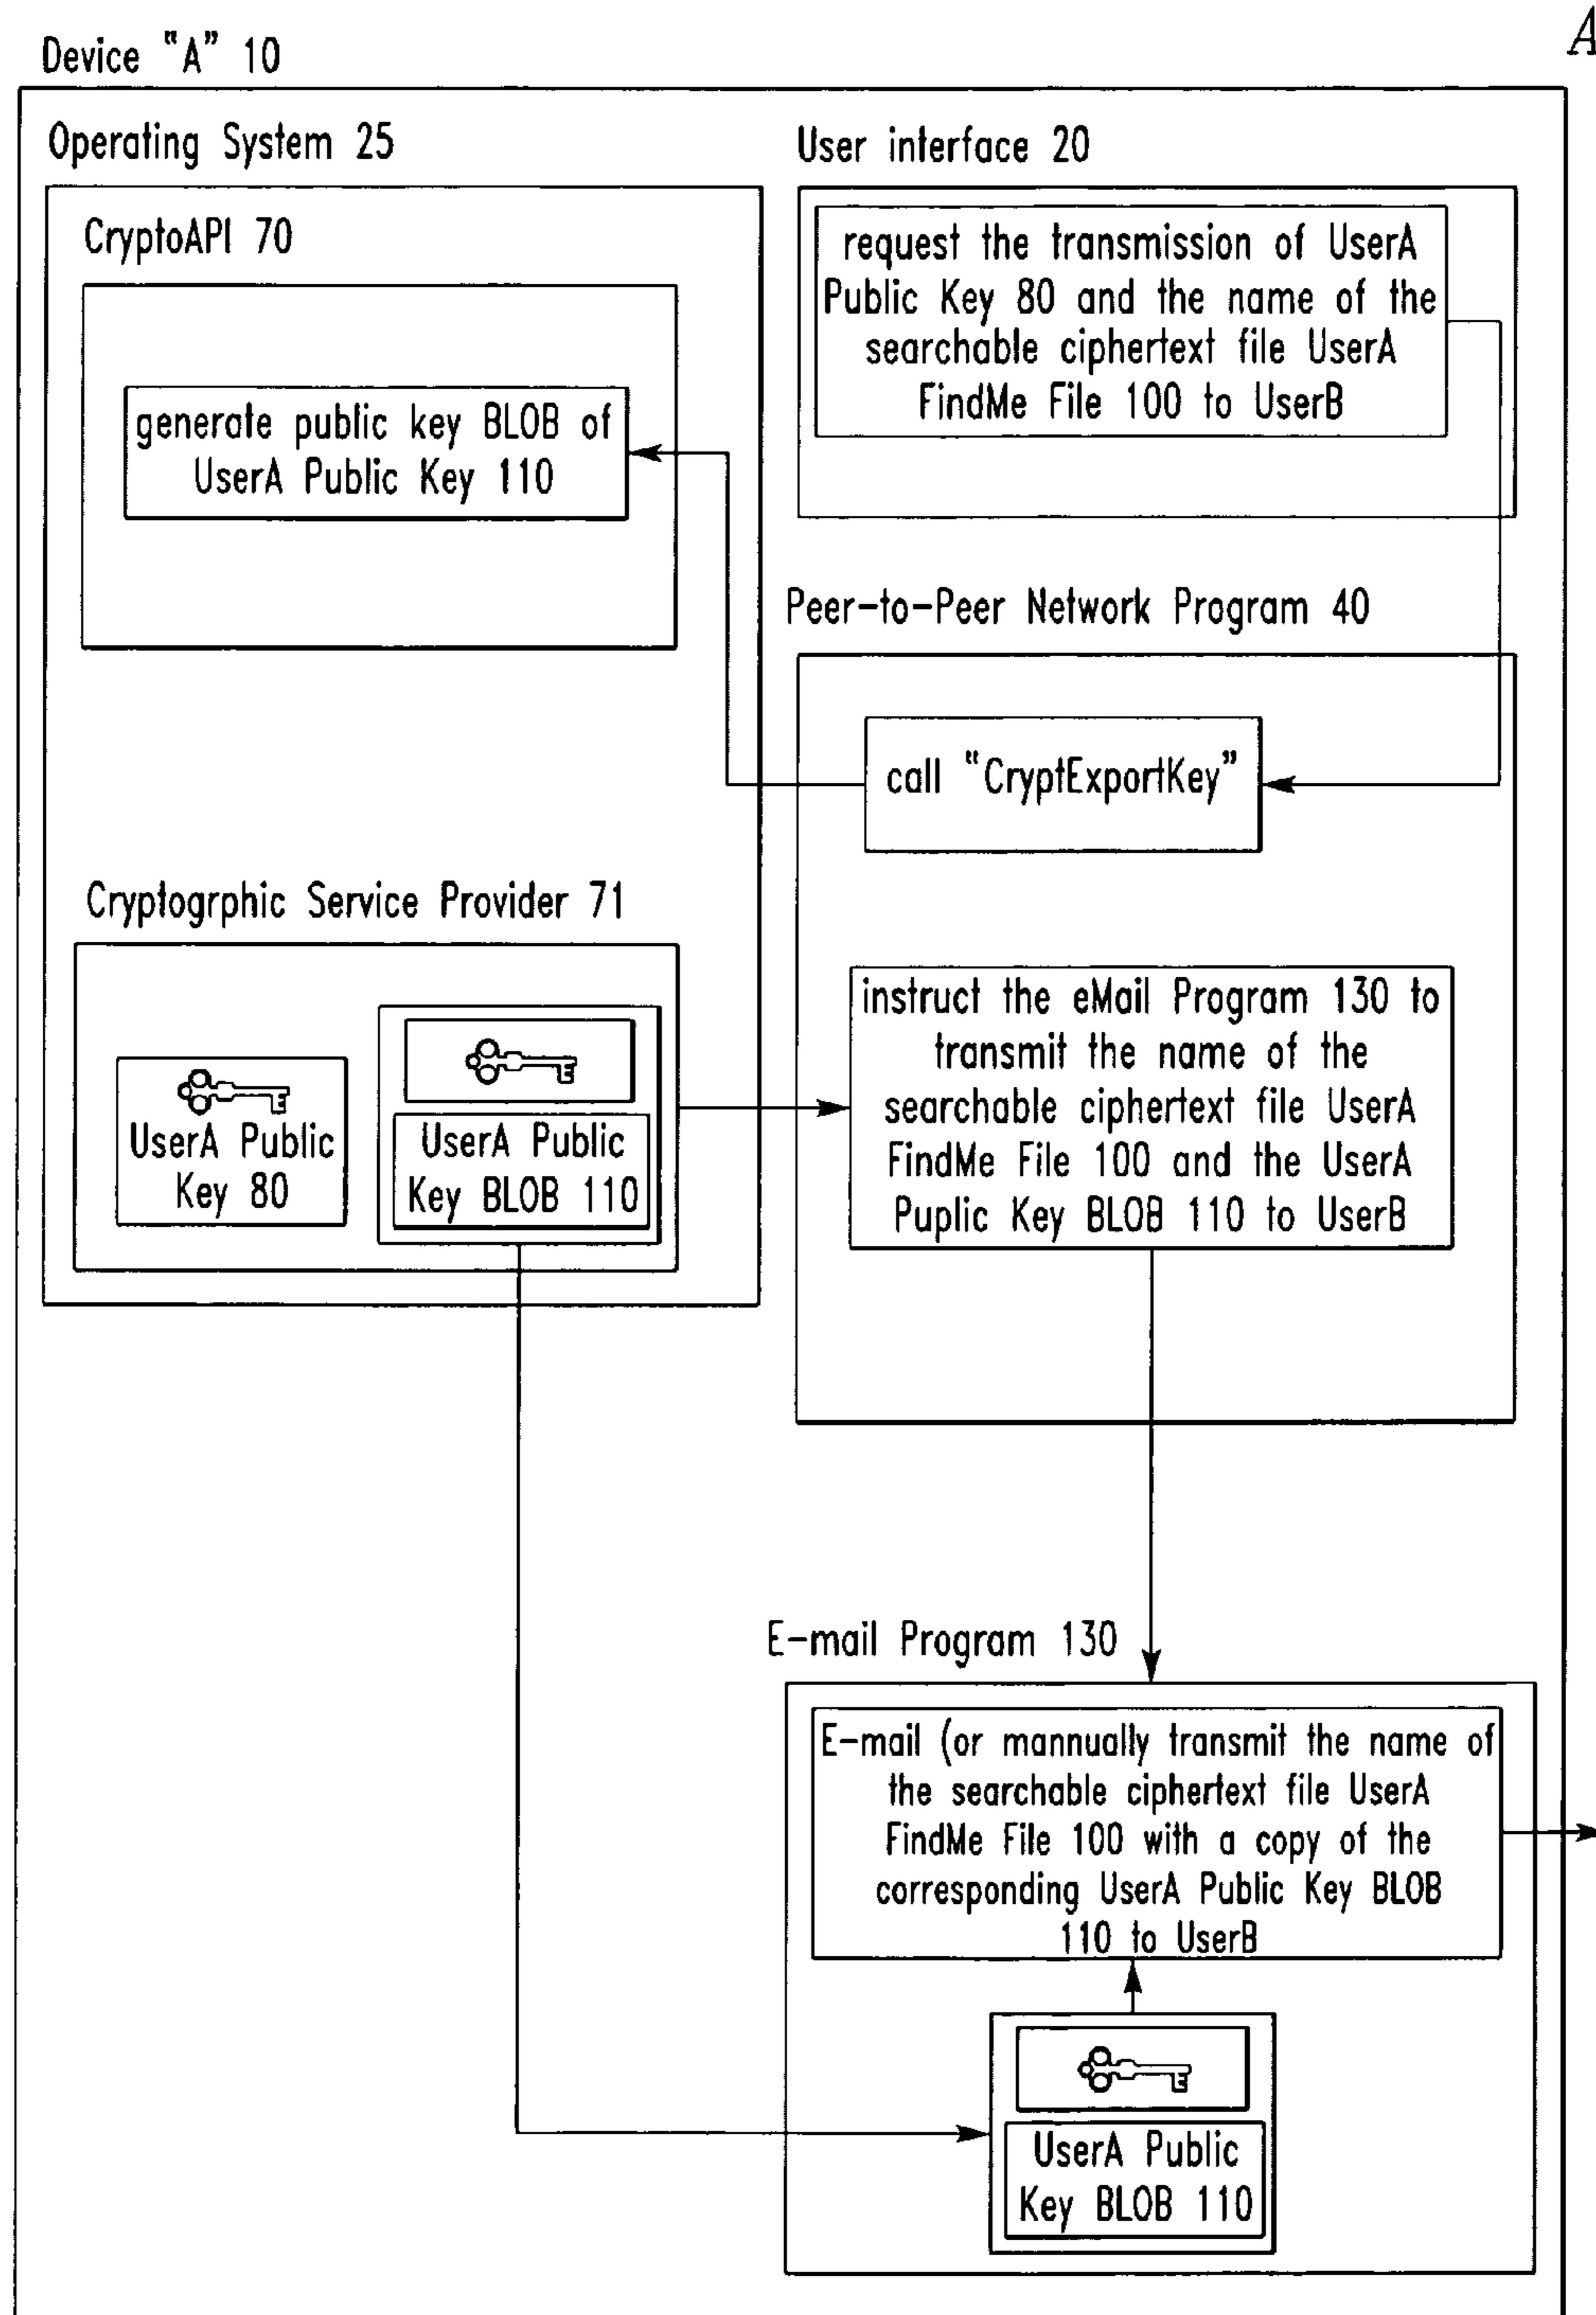 A
Device "A" 10
Operating System 25
CryptoAPI 70
generate public key BLOB of
UserA Public Key 110
Cryptogrphic Service Provider 71
UserA Public
Key 80
UserA Public
Key BLOB 110
User interface 20
request the transmission of UserA
Public Key 80 and the name of the
searchable ciphertext file UserA
FindMe File 100 to UserB
Peer-to-Peer Network Program 40
call "CryptExportKey"
instruct the eMail Program 130 to
transmit the name of the
searchable ciphertext file UserA
FindMe File 100 and the UserA
Puplic Key BLOB 110 to UserB
E-mail Program 130
E-mail (or mannually transmit the name of
the searchable ciphertext file UserA
FindMe File 100 with a copy of the
corresponding UserA Public Key BLOB
110 to UserB
UserA Public
Key BLOB 110